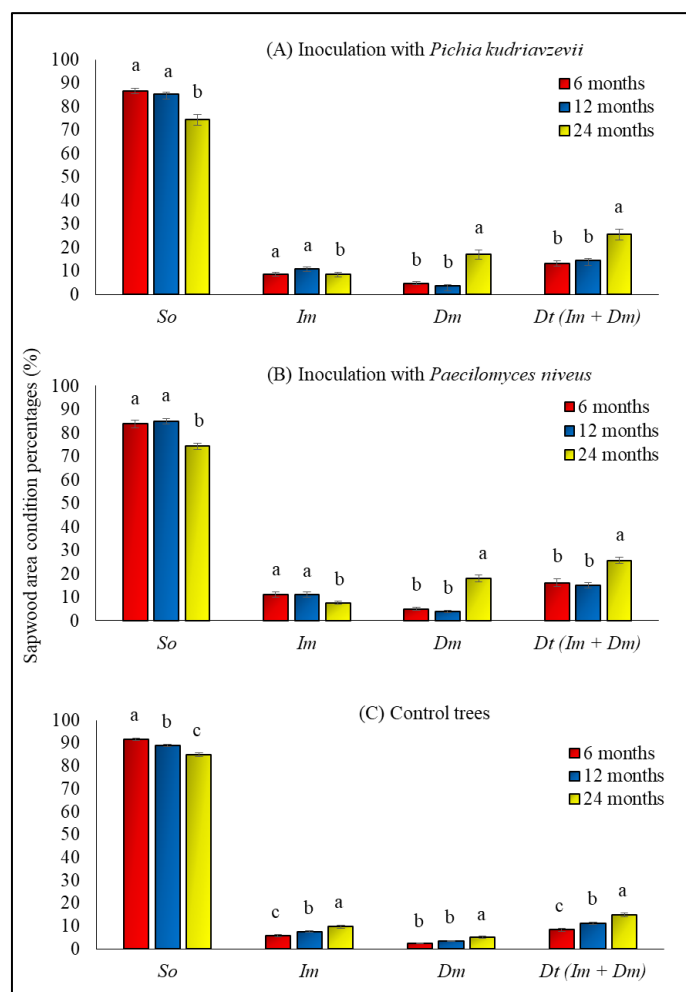 Sapwood area condition percentages (%)
(A) Inoculation with Pichia kudriavzevii
100
90
80
70
60
50
40
30
20
10
0
a a b
a a b
b b a
b b a
6 months
12 months
24 months
So Im Dm Dt (Im + Dm)
(B) Inoculation with Paecilomyces niveus
100
90
80
70
60
50
40
30
20
10
0
a a b
a a b
b b a
b b a
6 months
12 months
24 months
So Im Dm Dt (Im + Dm)
(C) Control trees
100
90
80
70
60
50
40
30
20
10
0
a b c
c b a
b b a
c b a
6 months
12 months
24 months
So Im Dm Dt (Im + Dm)